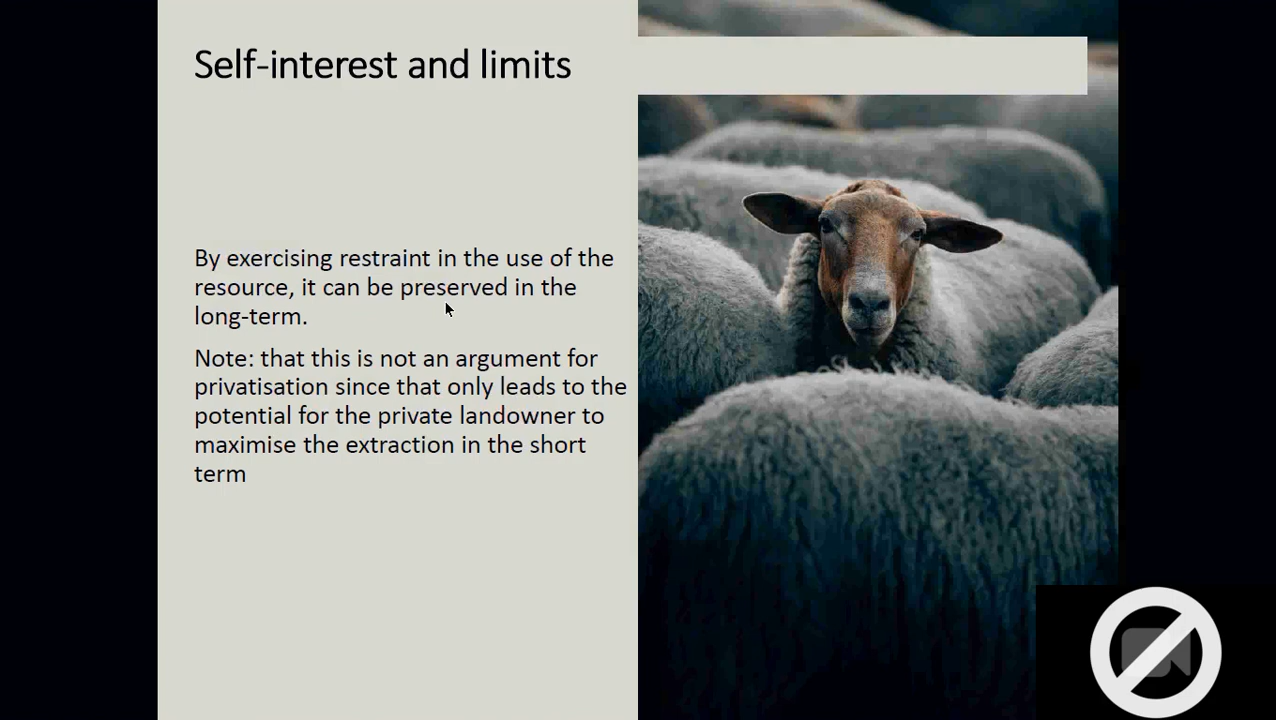 Self-interest and limits
By exercising restraint in the use of the
resource, it can be preserved in the
long-term.
Note: that this is not an argument for
privatisation since that only leads to the
potential for the private landowner to
maximise the extraction in the short
term